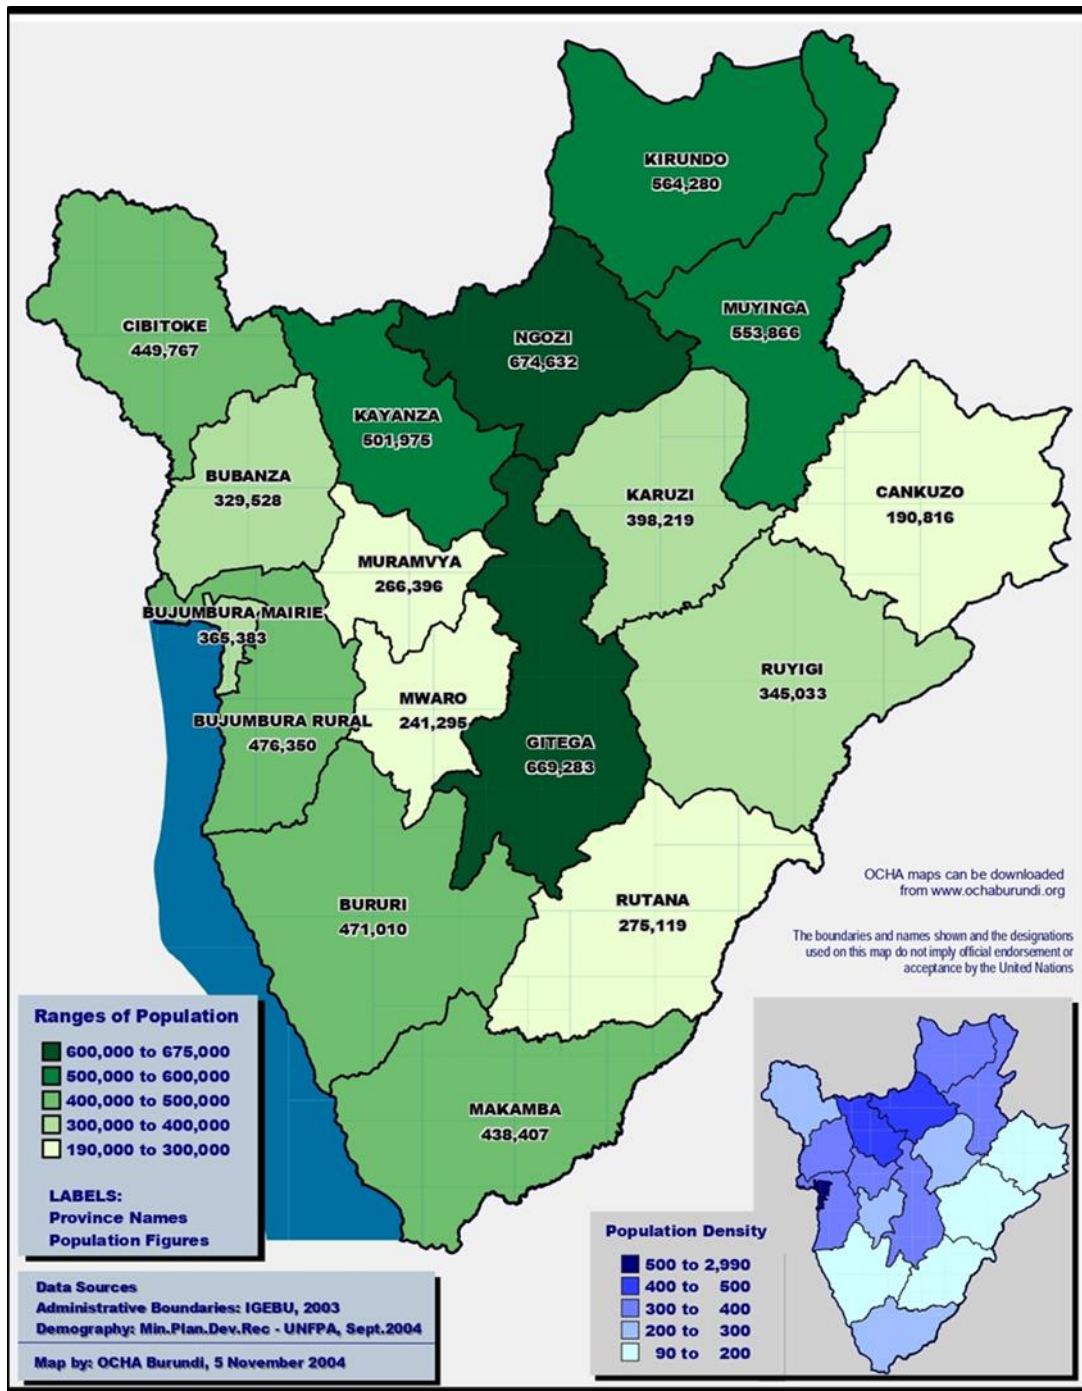 KIRUNDO
564,280
MUYINGA
553,866
CIBITOKE
449,767
NGOZI
674,632
KAYANZA
501,975
BUBANZA
329,528
KARUZI
398,219
CANKUZO
190,816
MURAMVYA
266,396
BUJUMBURA MAIRIE
365,383
RUYIGI
345,033
MWARO
241,295
BUJUMBURA RURAL
476,350
GITEGA
669,283
BURURI
471,010
RUTANA
275,119
MAKAMBA
438,407
OCHA maps can be downloaded
from www.ochaburundi.org
The boundaries and names shown and the designations
used on this map do not imply official endorsement or
acceptance by the United Nations
Ranges of Population
600,000 to 675,000
500,000 to 600,000
400,000 to 500,000
300,000 to 400,000
190,000 to 300,000
LABELS:
Province Names
Population Figures
Population Density
500 to 2,990
400 to 500
300 to 400
200 to 300
90 to 200
Data Sources
Administrative Boundaries: IGEBU, 2003
Demography: Min.Plan.Dev.Rec - UNFPA, Sept.2004
Map by: OCHA Burundi, 5 November 2004